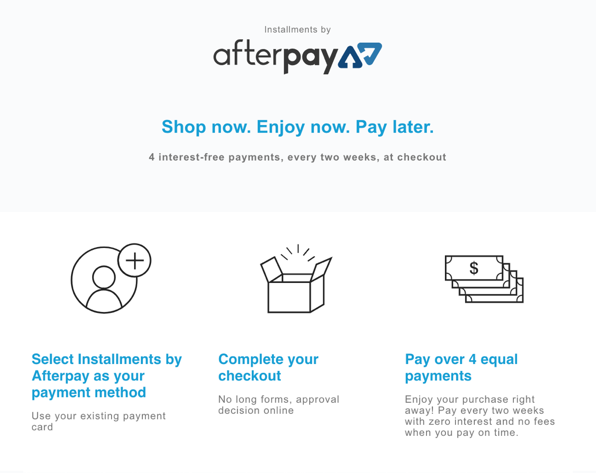 Installments by
afterpay
Shop now. Enjoy now. Pay later.
4 interest-free payments, every two weeks, at checkout
$
Select Installments by
Afterpay as your
payment method
Use your existing payment
card
Complete your
checkout
No long forms, approval
decision online
Pay over 4 equal
payments
Enjoy your purchase right
away! Pay every two weeks
with zero interest and no fees
when you pay on time.